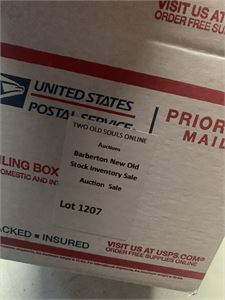 VISIT US AT
ORDER FREE SUP
UNITED STATES
POSTAL SERVICE
PRIOR
MAIL
TWO OLD SOULS ONLINE
Auctions
Barberton New Old
Stock Inventory Sale
Auction Sale
Lot 1207
ILING BOX
OMESTIC AND IN
ACKED ▪ INSURED
VISIT US AT USPS.COM®
ORDER FREE SUPPLIES ONLINE